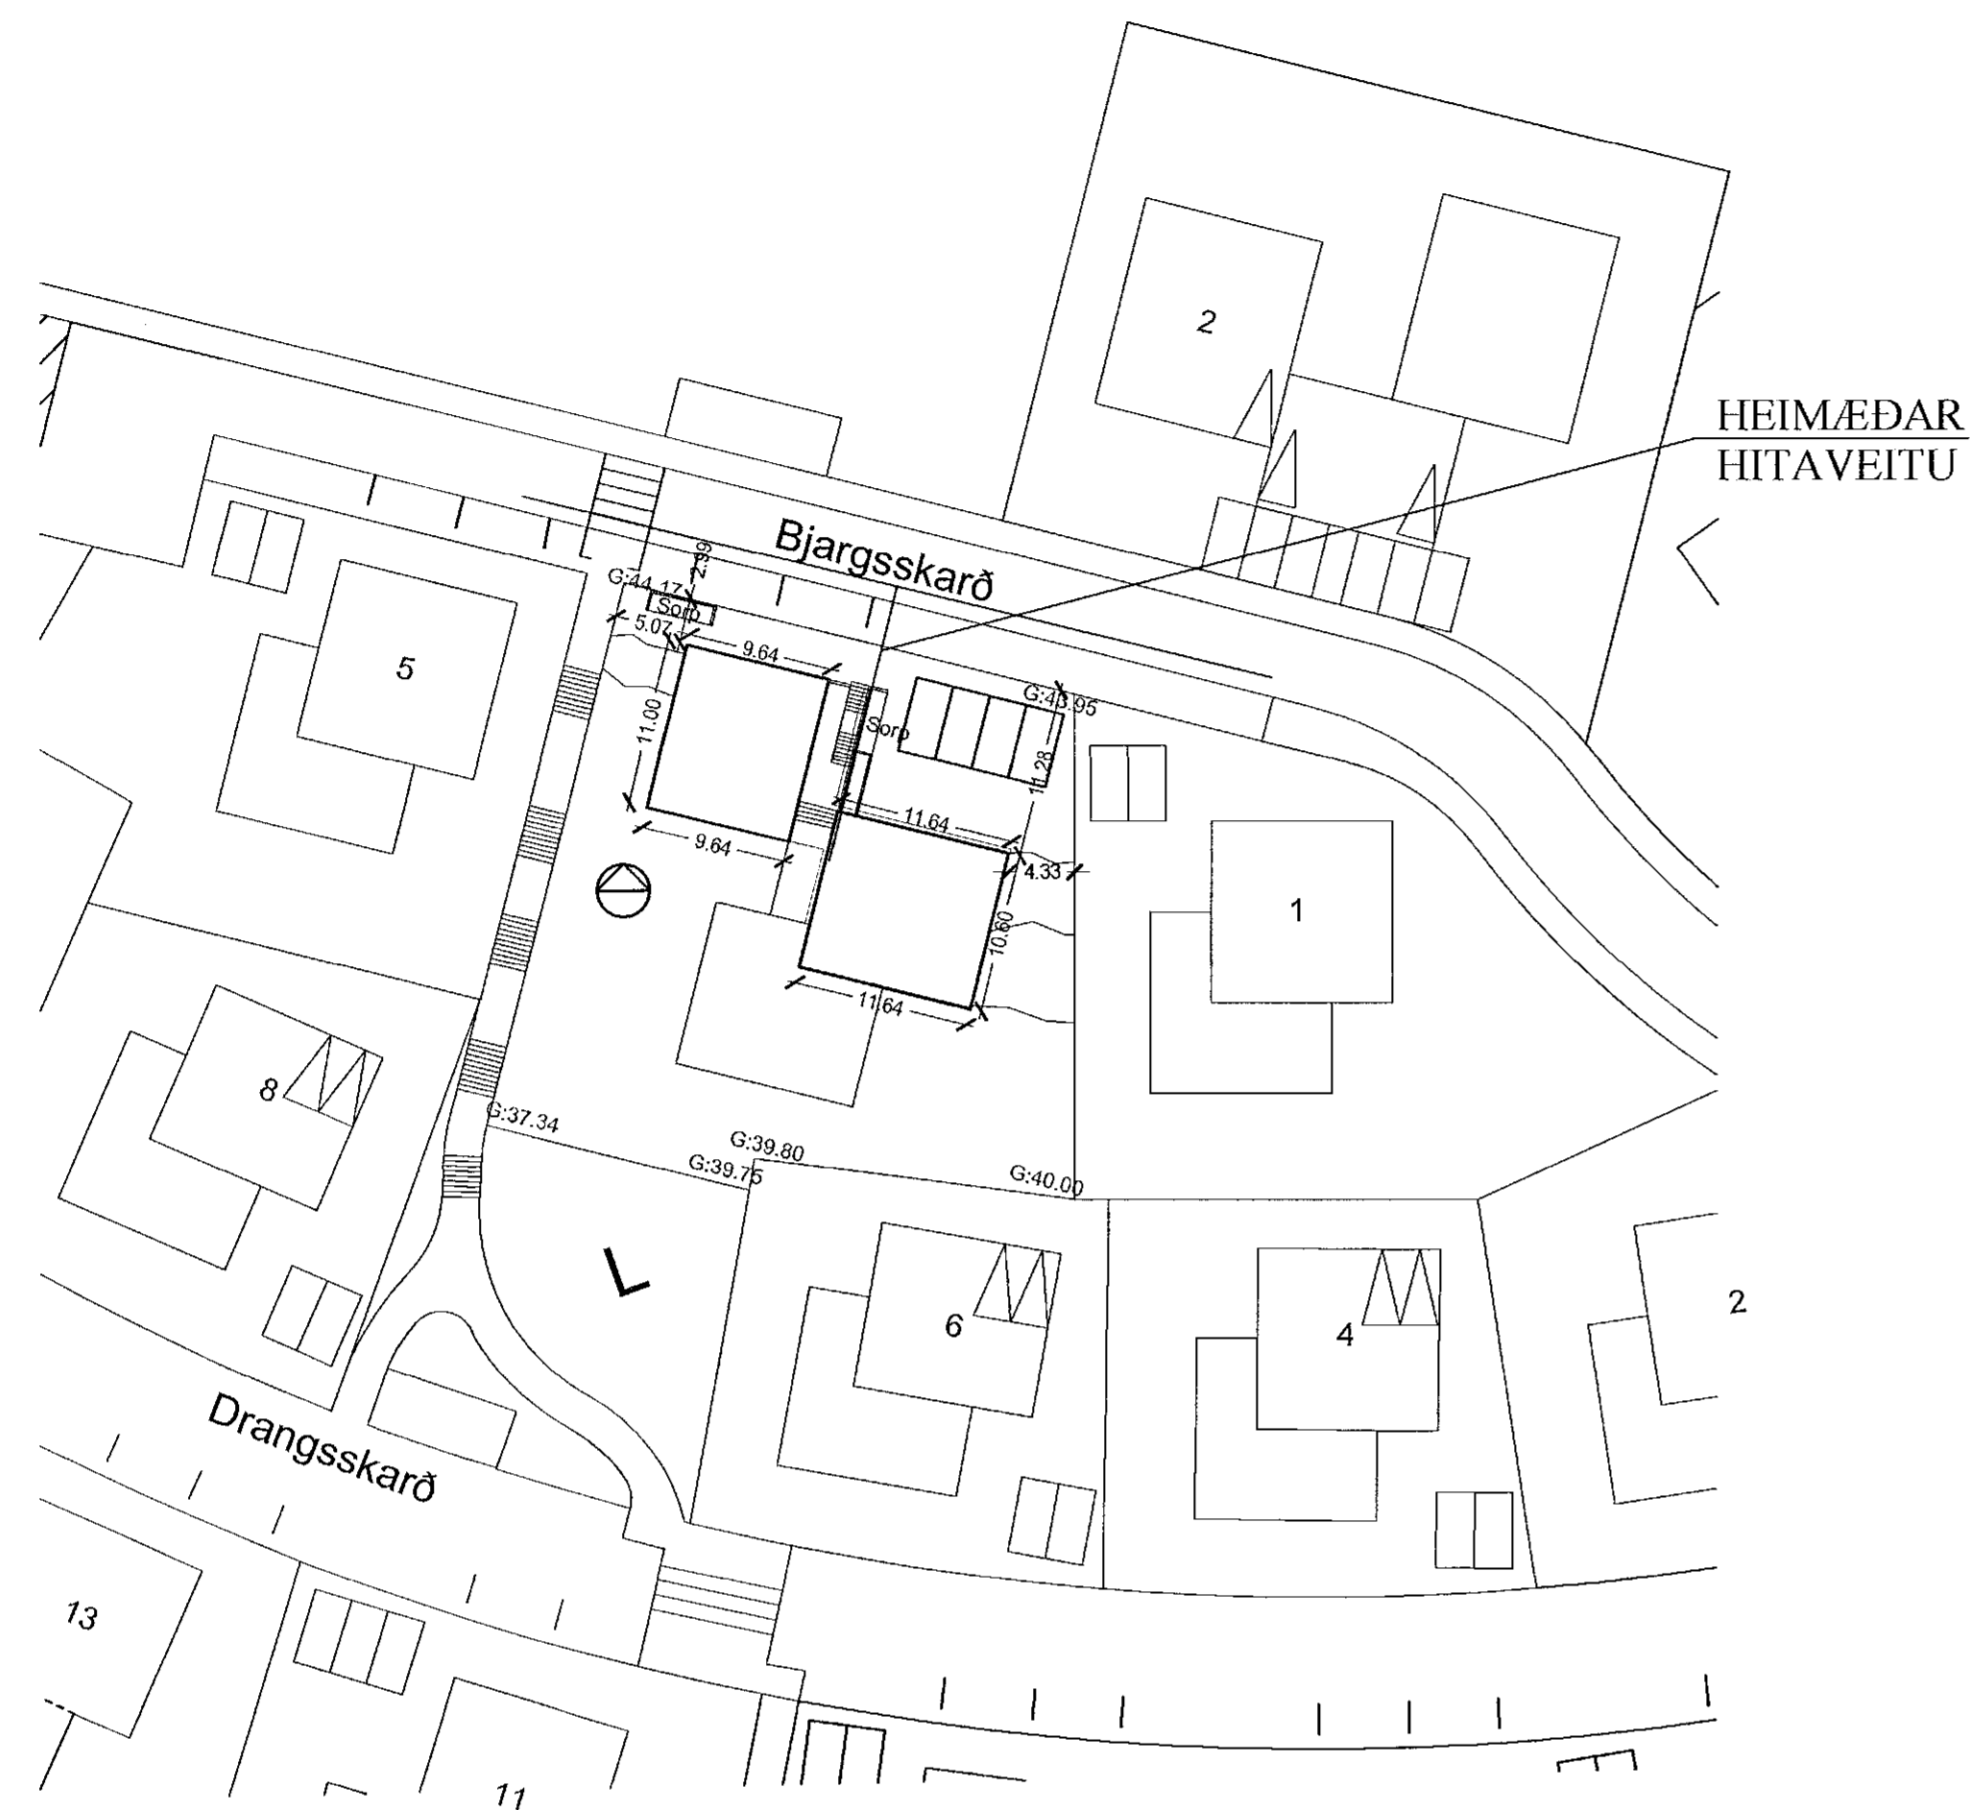 2
HEIMÆÐAR
HITAVEITU
Bjargsskarð
2.99
G:44.17
Sorp
5.07
9.64
5
G:43.95
11.00
Sorp
11.28
11.64
9.64
4.33
1
10.60
11.64
8
G:37.34
G:39.80
G:39.75
G:40.00
6
4
2
Drangsskarð
13
11